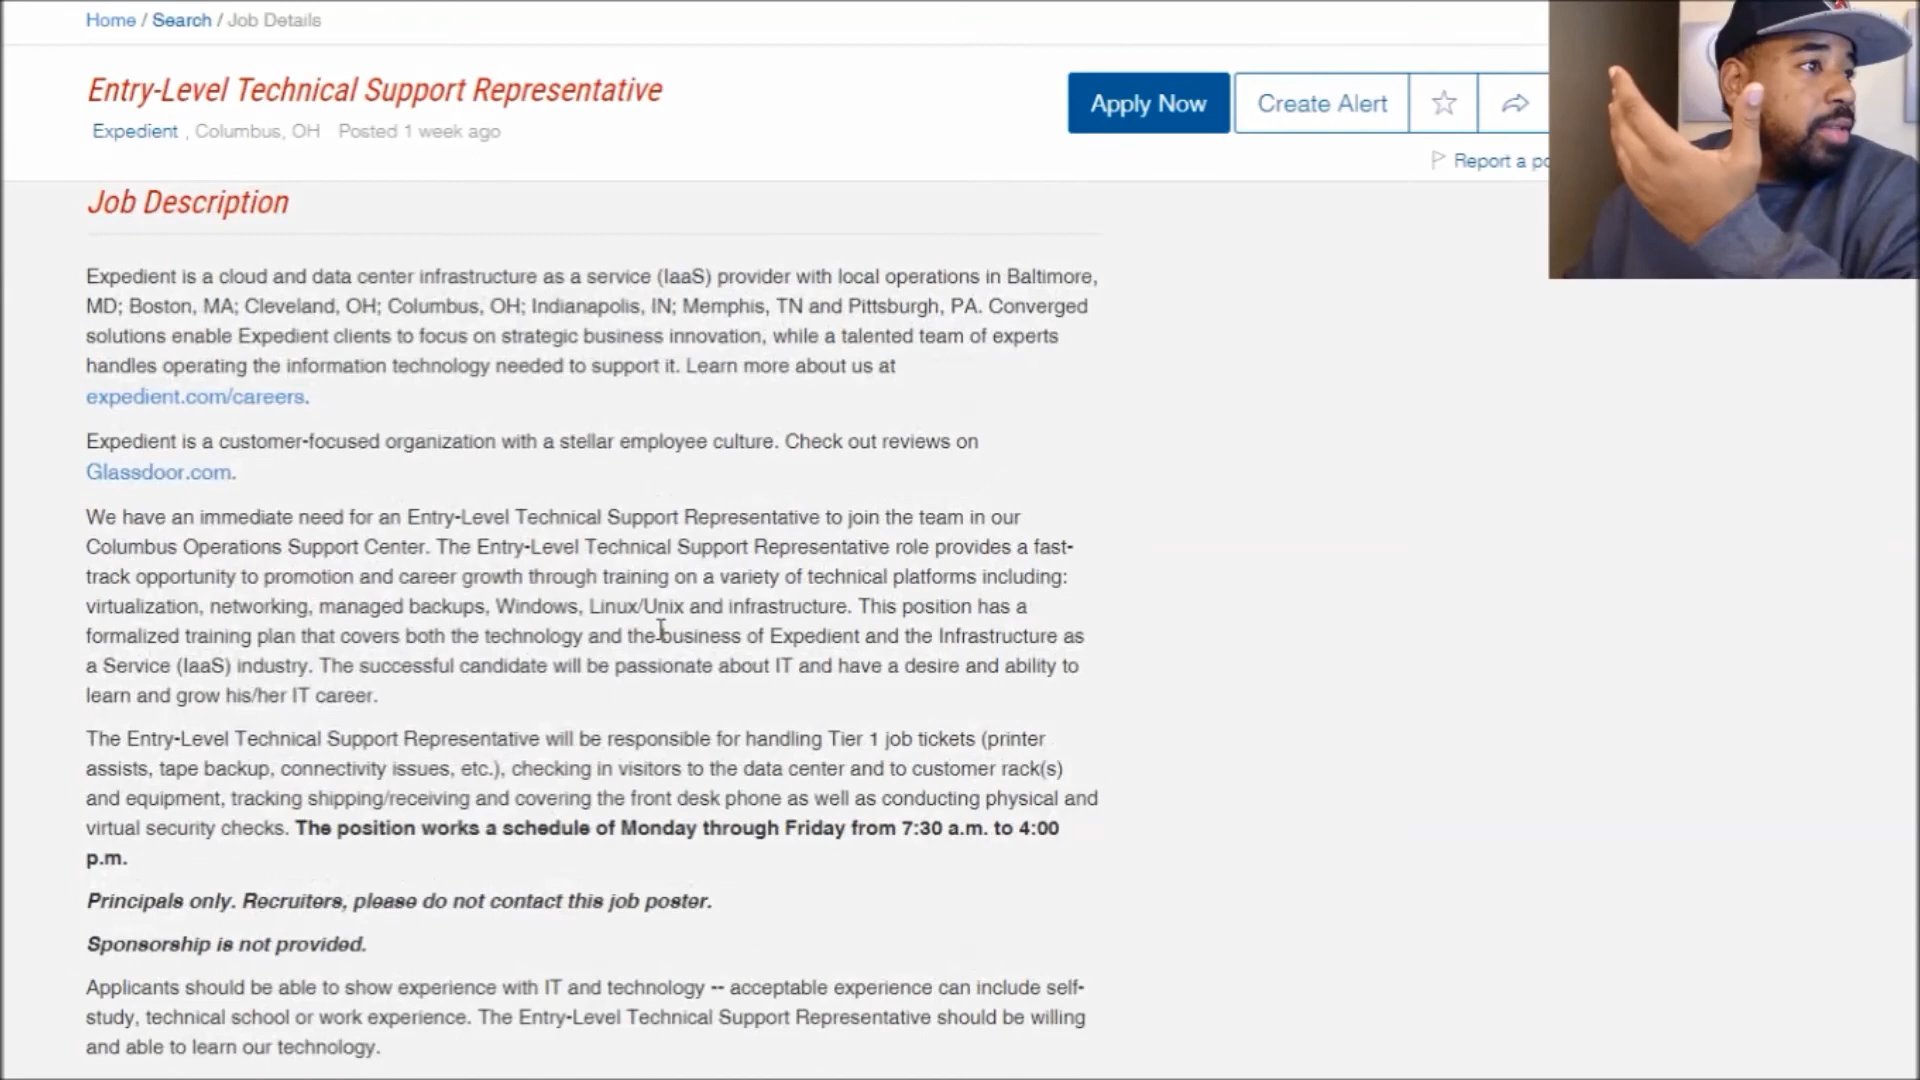 Home / Search / Job Details
Entry-Level Technical Support Representative
Expedient , Columbus, OH Posted 1 week ago
Apply Now
Create Alert
Report a
Job Description
Expedient is a cloud and data center infrastructure as a service (IaaS) provider with local operations in Baltimore,
MD; Boston, MA; Cleveland, OH; Columbus, OH; Indianapolis, IN; Memphis, TN and Pittsburgh, PA. Converged
solutions enable Expedient clients to focus on strategic business innovation, while a talented team of experts
handles operating the information technology needed to support it. Learn more about us at
expedient.com/careers.
Expedient is a customer-focused organization with a stellar employee culture. Check out reviews on
Glassdoor.com.
We have an immediate need for an Entry-Level Technical Support Representative to join the team in our
Columbus Operations Support Center. The Entry-Level Technical Support Representative role provides a fast-
track opportunity to promotion and career growth through training on a variety of technical platforms including:
virtualization, networking, managed backups, Windows, Linux/Unix and infrastructure. This position has a
formalized training plan that covers both the technology and the business of Expedient and the Infrastructure as
a Service (IaaS) industry. The successful candidate will be passionate about IT and have a desire and ability to
learn and grow his/her IT career.
The Entry-Level Technical Support Representative will be responsible for handling Tier 1 job tickets (printer
assists, tape backup, connectivity issues, etc.), checking in visitors to the data center and to customer rack(s)
and equipment, tracking shipping/receiving and covering the front desk phone as well as conducting physical and
virtual security checks. The position works a schedule of Monday through Friday from 7:30 a.m. to 4:00
p.m.
Principals only. Recruiters, please do not contact this job poster.
Sponsorship is not provided.
Applicants should be able to show experience with IT and technology -- acceptable experience can include self-
study, technical school or work experience. The Entry-Level Technical Support Representative should be willing
and able to learn our technology.